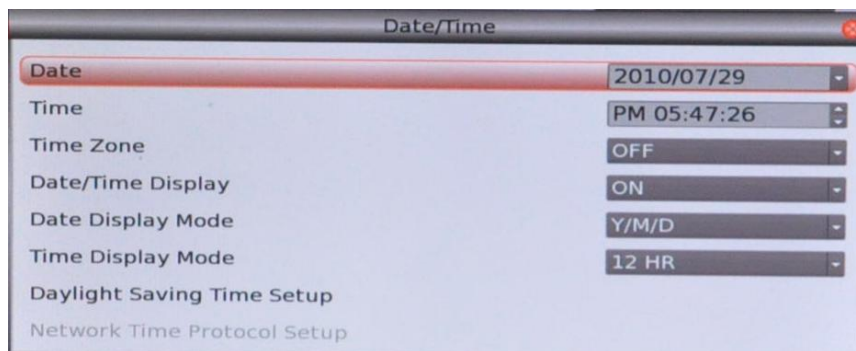 Date/Time
Date 2010/07/29
Time PM 05:47:26
Time Zone OFF
Date/Time Display ON
Date Display Mode Y/M/D
Time Display Mode 12 HR
Daylight Saving Time Setup
Network Time Protocol Setup